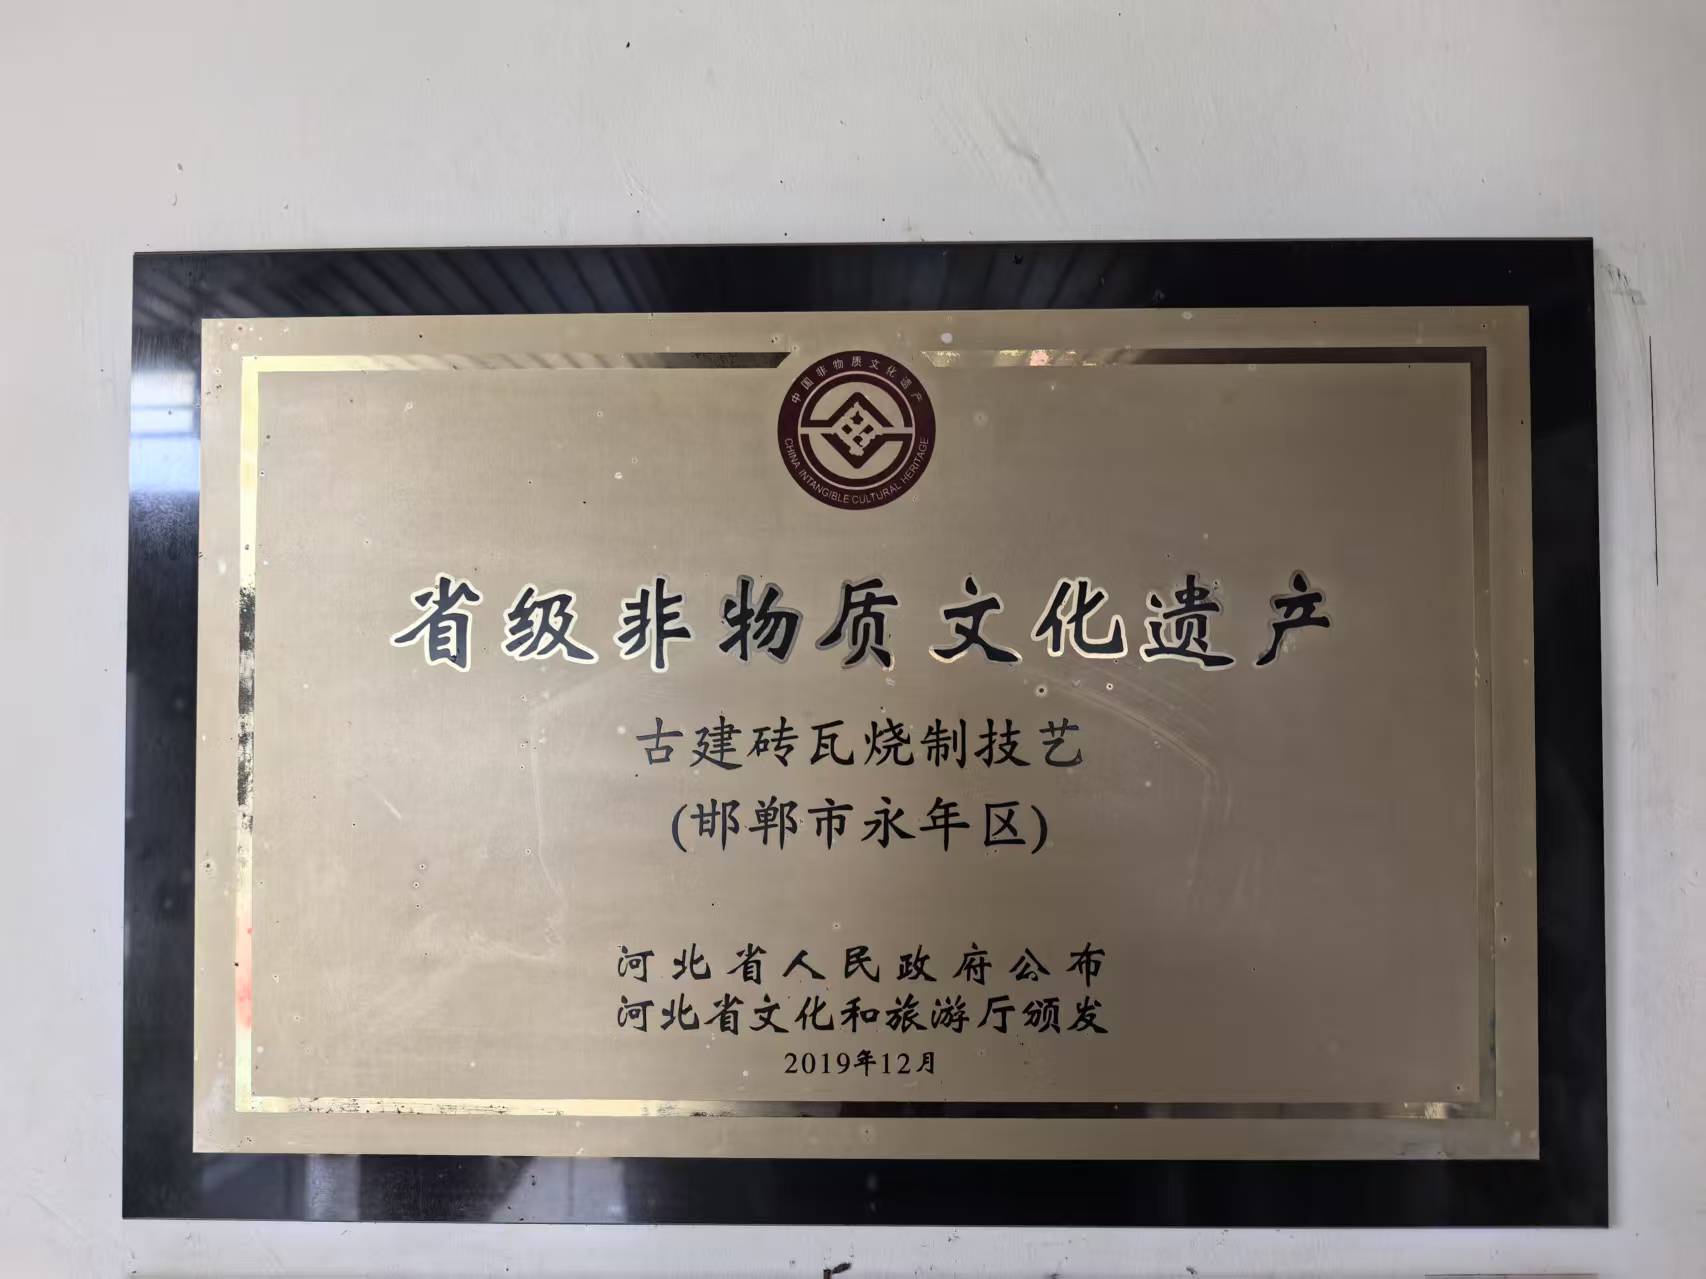 中国非物质文化遗产
CHINA INTANGIBLE CULTURAL HERITAGE
省级非物质文化遗产
古建砖瓦烧制技艺
(邯郸市永年区)
河北省人民政府公布
河北省文化和旅游厅颁发
2019年12月